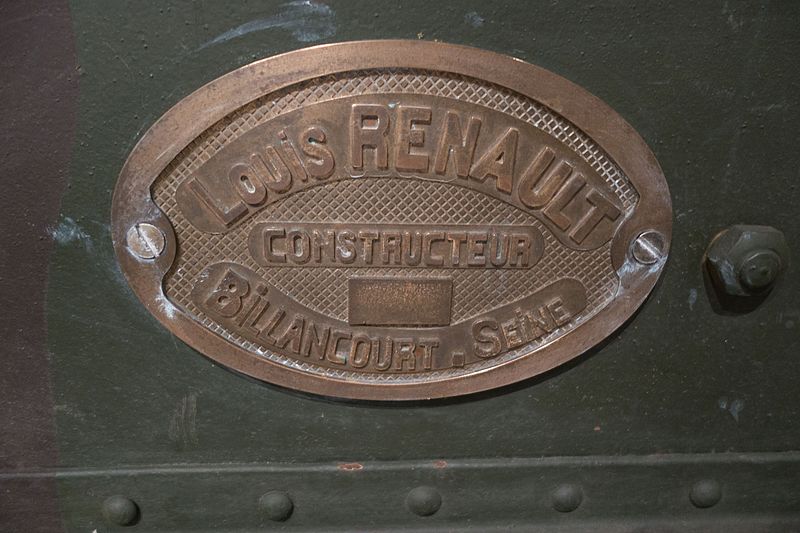 Louis RENAULT
CONSTRUCTEUR
BILLANCOURT. SEINE